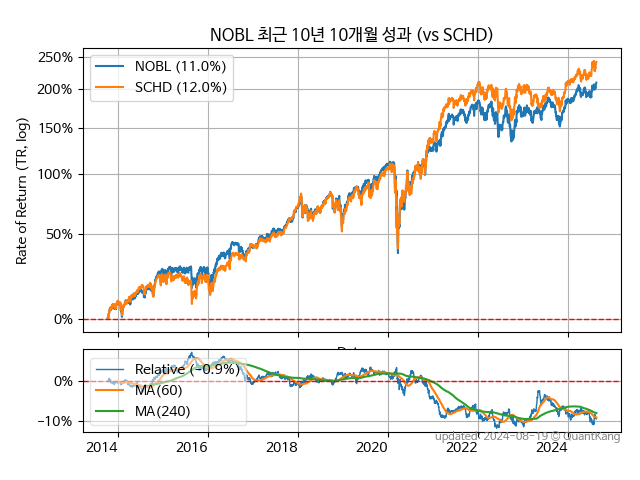 NOBL 최근 10년 10개월 성과 (vs SCHD)
250%
200%
150%
100%
50%
0%
Rate of Return (TR, log)
NOBL (11.0%)
SCHD (12.0%)
0%
−10%
Relative (−0.9%)
MA(60)
MA(240)
2014
2016
2018
2020
2022
2024
updated: 2024-08-19 © QuantKang